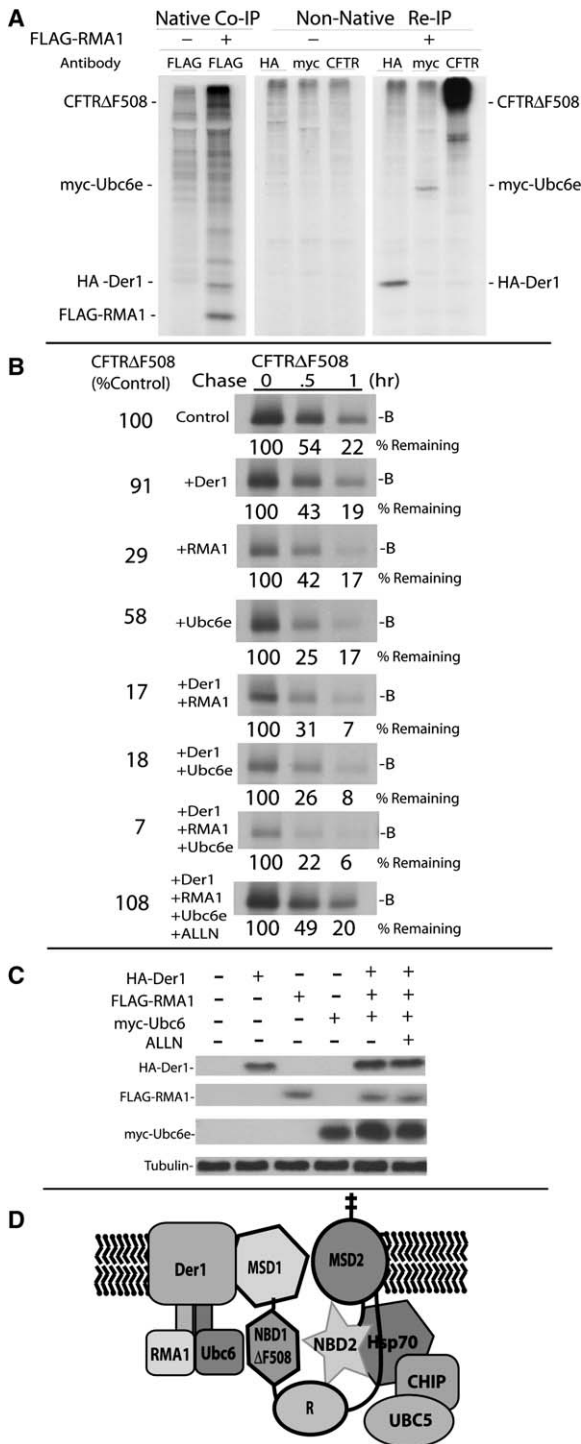 A
Native Co-IP Non-Native Re-IP
FLAG-RMA1 – + – +
Antibody FLAG FLAG HA myc CFTR HA myc CFTR
CFTRΔF508 - - CFTRΔF508
myc-Ubc6e - - myc-Ubc6e
HA -Der1 - - HA-Der1
FLAG-RMA1 -
B
CFTRΔF508 (%Control) CFTRΔF508
Chase 0 .5 1 (hr)
100 Control -B
100 54 22 % Remaining
91 +Der1 -B
100 43 19 % Remaining
29 +RMA1 -B
100 42 17 % Remaining
58 +Ubc6e -B
100 25 17 % Remaining
17 +Der1 +RMA1 -B
100 31 7 % Remaining
18 +Der1 +Ubc6e -B
100 26 8 % Remaining
7 +Der1 +RMA1 +Ubc6e -B
100 22 6 % Remaining
108 +Der1 +RMA1 +Ubc6e +ALLN -B
100 49 20 % Remaining
C
HA-Der1 – + – – + +
FLAG-RMA1 – – + – + +
myc-Ubc6 – – – + + +
ALLN – – – – – +
HA-Der1-
FLAG-RMA1-
myc-Ubc6e-
Tubulin-
D
Der1 MSD1 MSD2
RMA1 Ubc6 NBD1 ΔF508 NBD2 Hsp70
CHIP
R UBC5